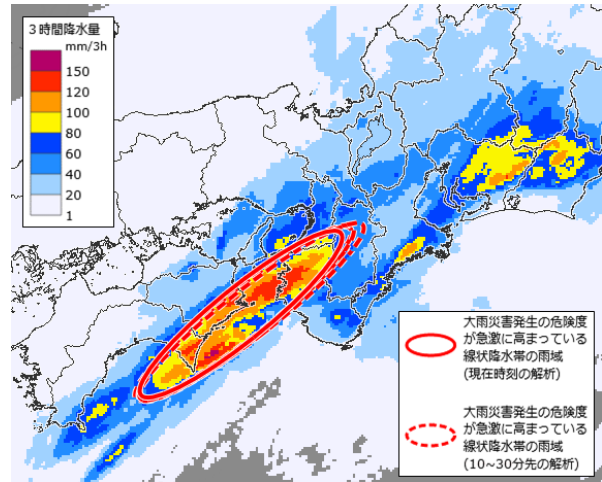 3時間降水量
mm/3h
150
120
100
80
60
40
20
1
大雨災害発生の危険度
が急激に高まっている
線状降水帯の雨域
(現在時刻の解析)
大雨災害発生の危険度
が急激に高まっている
線状降水帯の雨域
(10~30分先の解析)